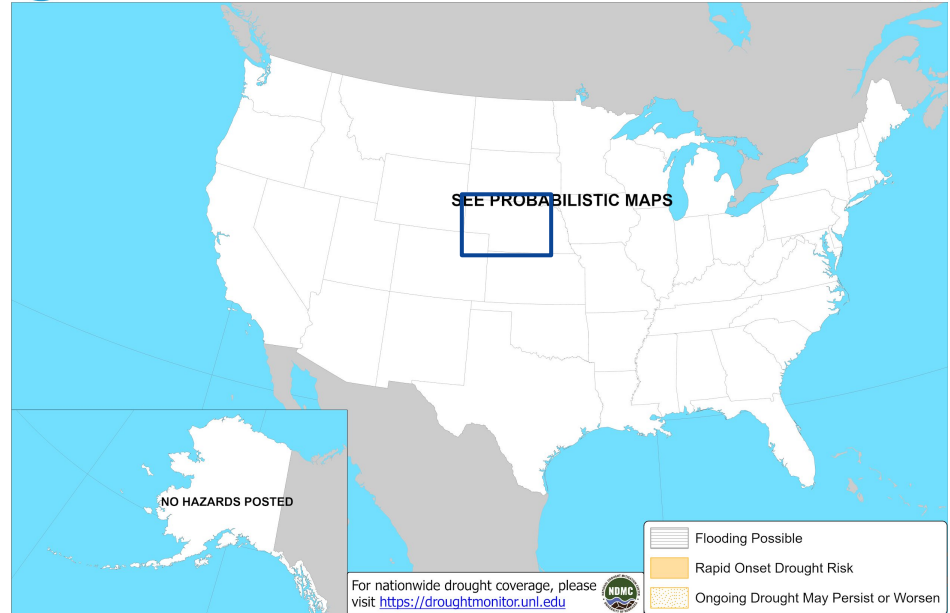 SEE PROBABILISTIC MAPS
NO HAZARDS POSTED
For nationwide drought coverage, please
visit https://droughtmonitor.unl.edu
NDMC
Flooding Possible
Rapid Onset Drought Risk
Ongoing Drought May Persist or Worsen